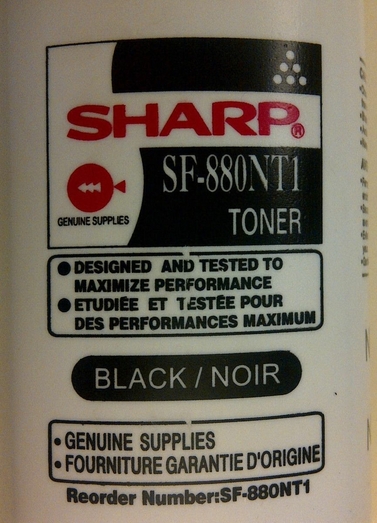 SHARP®
SF-880NT1
TONER
GENUINE SUPPLIES
● DESIGNED AND TESTED TO
MAXIMIZE PERFORMANCE
● ETUDIÉE ET TESTÉE POUR
DES PERFORMANCES MAXIMUM
BLACK / NOIR
• GENUINE SUPPLIES
• FOURNITURE GARANTIE D'ORIGINE
Reorder Number:SF-880NT1